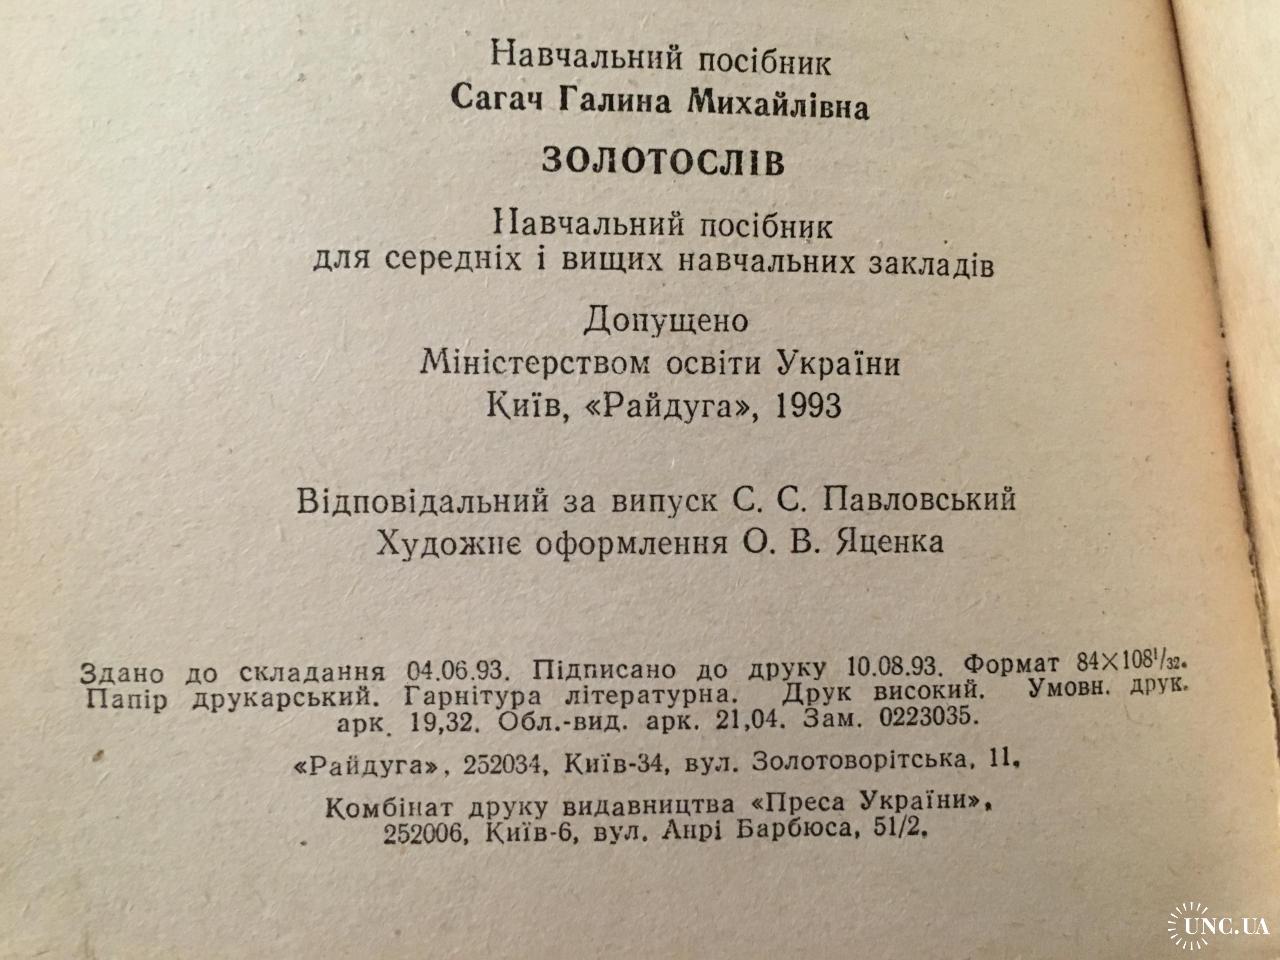 Навчальний посібник
Сагач Галина Михайлівна
ЗОЛОТОСЛІВ
Навчальний посібник
для середніх і вищих навчальних закладів
Допущено
Міністерством освіти України
Київ, «Райдуга», 1993
Відповідальний за випуск С. С. Павловський
Художнє оформлення О. В. Яценка
Здано до складання 04.06.93. Підписано до друку 10.08.93. Формат 84×108¹/₃₂.
Папір друкарський. Гарнітура літературна. Друк високий. Умовн. друк.
арк. 19,32. Обл.-вид. арк. 21,04. Зам. 0223035.
«Райдуга», 252034, Київ-34, вул. Золотоворітська, 11.
Комбінат друку видавництва «Преса України»,
252006, Київ-6, вул. Анрі Барбюса, 51/2.
UNC.UA